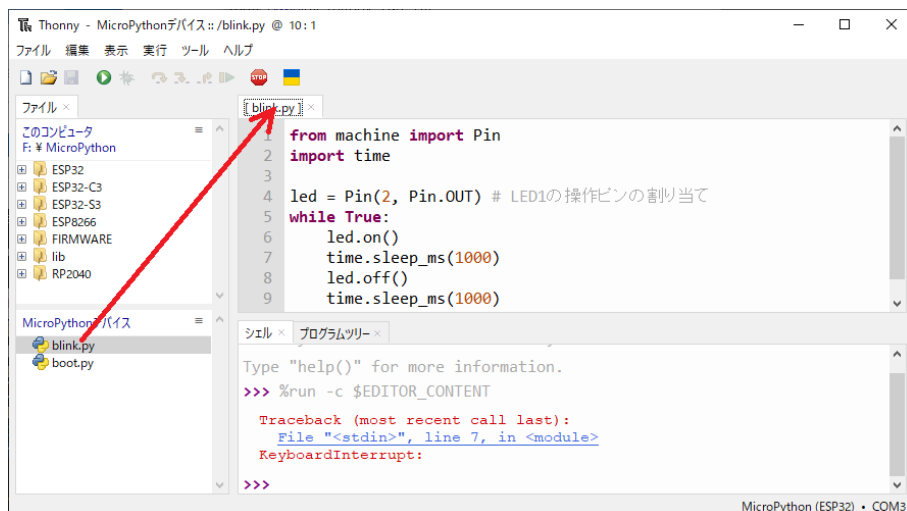 Thonny - MicroPythonデバイス :: /blink.py @ 10:1
ファイル 編集 表示 実行 ツール ヘルプ
STOP
ファイル ×
このコンピュータ
F: ¥ MicroPython
ESP32
ESP32-C3
ESP32-S3
ESP8266
FIRMWARE
lib
RP2040
MicroPythonデバイス
blink.py
boot.py
[ blink.py ] ×
1 from machine import Pin
2 import time
3
4 led = Pin(2, Pin.OUT) # LED1の操作ピンの割り当て
5 while True:
6 led.on()
7 time.sleep_ms(1000)
8 led.off()
9 time.sleep_ms(1000)
シェル × プログラムツリー ×
Type "help()" for more information.
>>> %run -c $EDITOR_CONTENT
Traceback (most recent call last):
File "<stdin>", line 7, in <module>
KeyboardInterrupt:
>>>
MicroPython (ESP32) • COM3